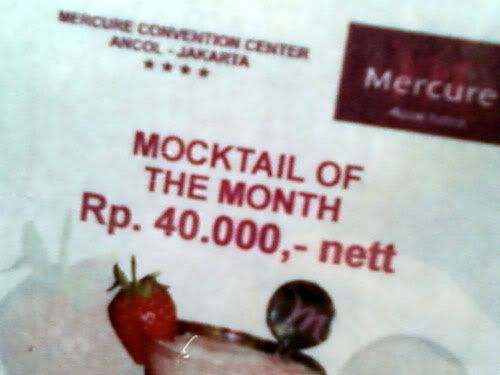 MERCURE CONVENTION CENTER
ANCOL - JAKARTA
★★★★
Mercure
MOCKTAIL OF
THE MONTH
Rp. 40.000,- nett
m